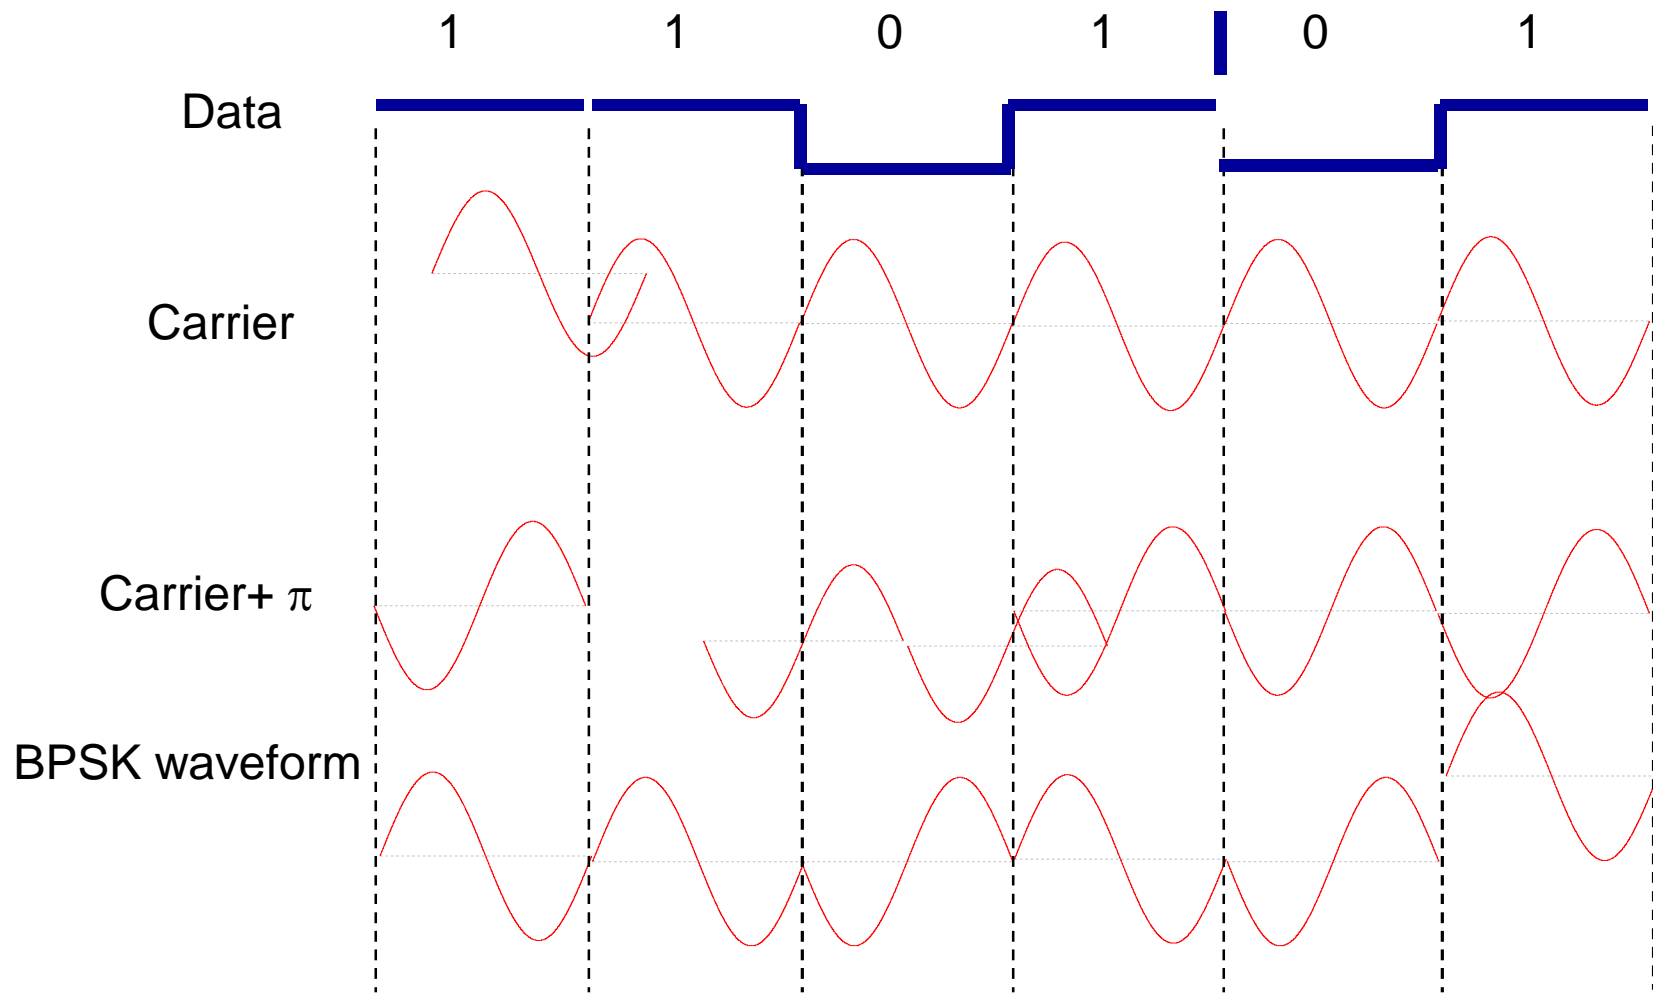 1 1 0 1 0 1
Data
Carrier
Carrier+ π
BPSK waveform